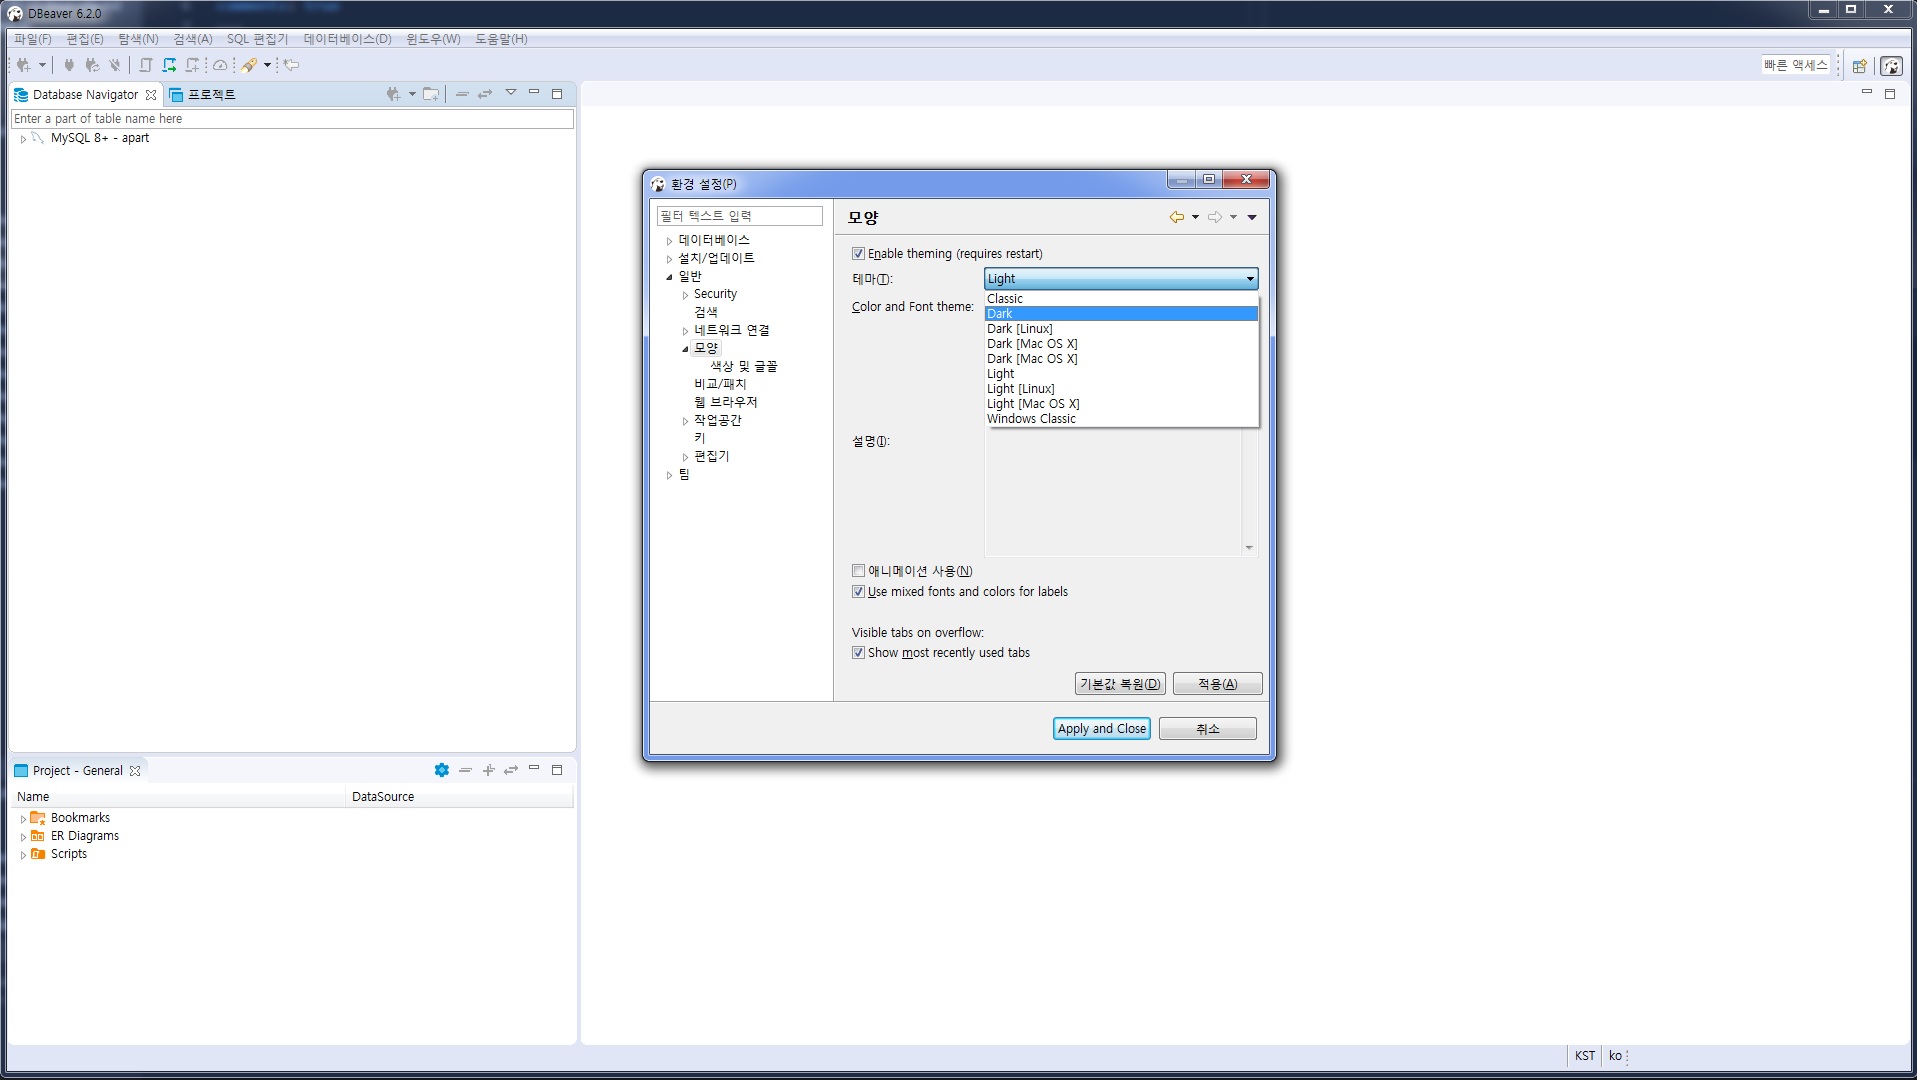 DBeaver 6.2.0
파일(F) 편집(E) 탐색(N) 검색(A) SQL 편집기 데이터베이스(D) 윈도우(W) 도움말(H)
빠른 액세스
Database Navigator 프로젝트
Enter a part of table name here
MySQL 8+ - apart
환경 설정(P)
필터 텍스트 입력
데이터베이스
설치/업데이트
일반
Security
검색
네트워크 연결
모양
색상 및 글꼴
비교/패치
웹 브라우저
작업공간
키
편집기
팀
모양
Enable theming (requires restart)
테마(T): Light
Color and Font theme:
Classic
Dark
Dark [Linux]
Dark [Mac OS X]
Dark [Mac OS X]
Light
Light [Linux]
Light [Mac OS X]
Windows Classic
설명(I):
애니메이션 사용(N)
Use mixed fonts and colors for labels
Visible tabs on overflow:
Show most recently used tabs
기본값 복원(D) 적용(A)
Apply and Close 취소
Project - General
Name DataSource
Bookmarks
ER Diagrams
Scripts
KST ko